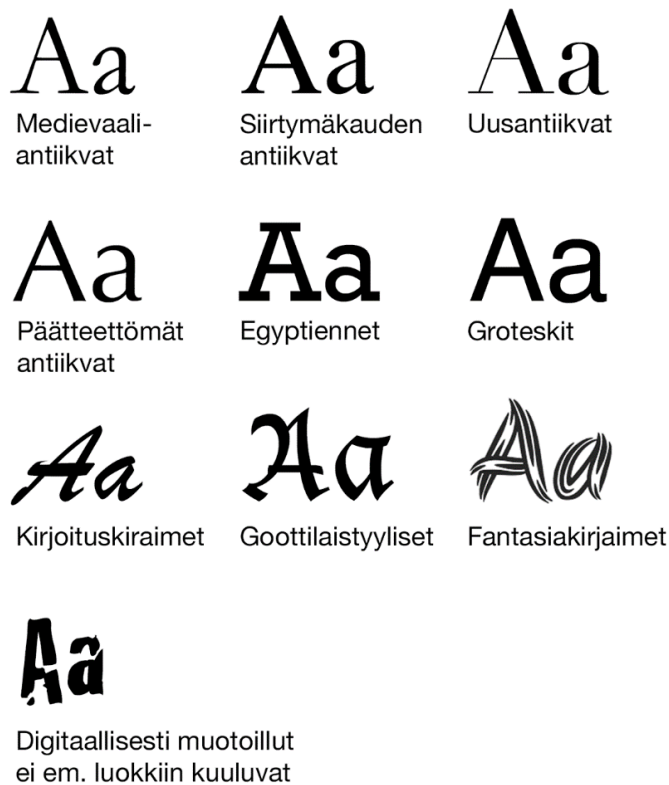 Aa Aa Aa
Medievaali-
antiikvat
Siirtymäkauden
antiikvat
Uusantiikvat
Aa Aa Aa
Päätteettömät
antiikvat
Egyptiennet
Groteskit
Aa Aa Aa
Kirjoituskiraimet
Goottilaistyyliset
Fantasiakirjaimet
Aa
Digitaallisesti muotoillut
ei em. luokkiin kuuluvat